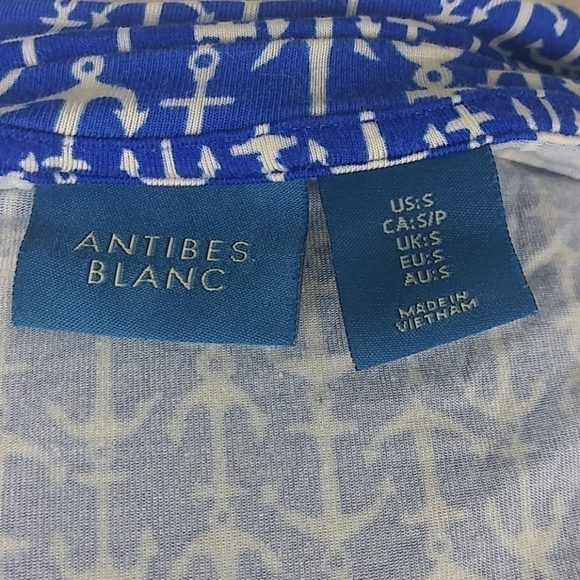 ANTIBES
BLANC
US:S
CA:S/P
UK:S
EU:S
AU:S
MADE IN
VIETNAM